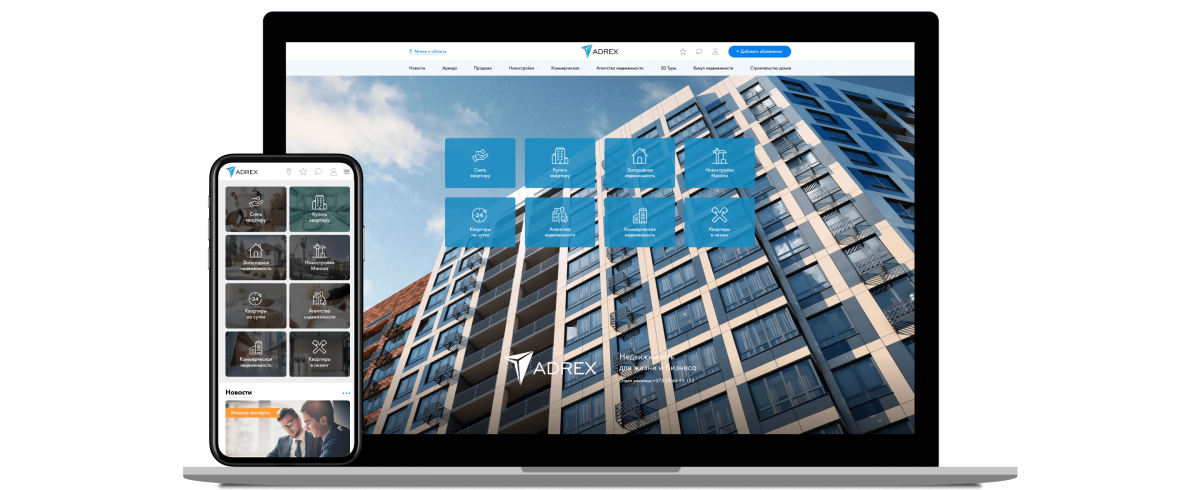 Минск и область
ADREX
+ Добавить объявление
Новости
Аренда
Продажа
Новостройки
Коммерческая
Агентства недвижимости
3D Туры
Выкуп недвижимости
Строительство домов
Снять
квартиру
Купить
квартиру
Загородная
недвижимость
Новостройки
Минска
24
Квартиры
на сутки
Агентства
недвижимости
Коммерческая
недвижимость
Квартиры
в лизинг
ADREX
Недвижимость
для жизни и бизнеса
Отдел рекламы
ADREX
Снять
квартиру
Купить
квартиру
Загородная
недвижимость
Новостройки
Минска
24
Квартиры
на сутки
Агентства
недвижимости
Коммерческая
недвижимость
Квартиры
в лизинг
Новости
Мнение эксперта